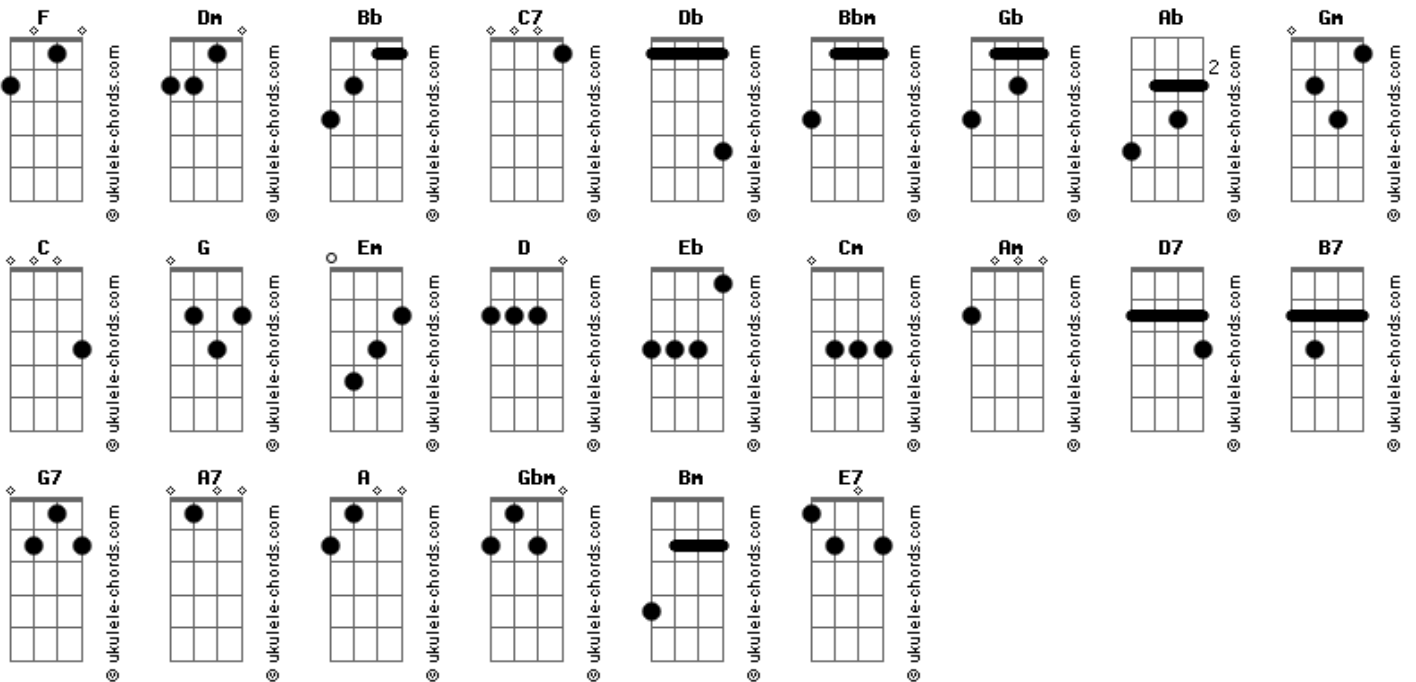 F Dm Bb C7 Db Bbm Gb Ab Gm
2
© ukulele-chords.com © ukulele-chords.com © ukulele-chords.com © ukulele-chords.com © ukulele-chords.com © ukulele-chords.com © ukulele-chords.com © ukulele-chords.com © ukulele-chords.com
C G Em D Eb Cm Am D7 B7
© ukulele-chords.com © ukulele-chords.com © ukulele-chords.com © ukulele-chords.com © ukulele-chords.com © ukulele-chords.com © ukulele-chords.com © ukulele-chords.com © ukulele-chords.com
G7 A7 A Gbm Bm E7
© ukulele-chords.com © ukulele-chords.com © ukulele-chords.com © ukulele-chords.com © ukulele-chords.com © ukulele-chords.com